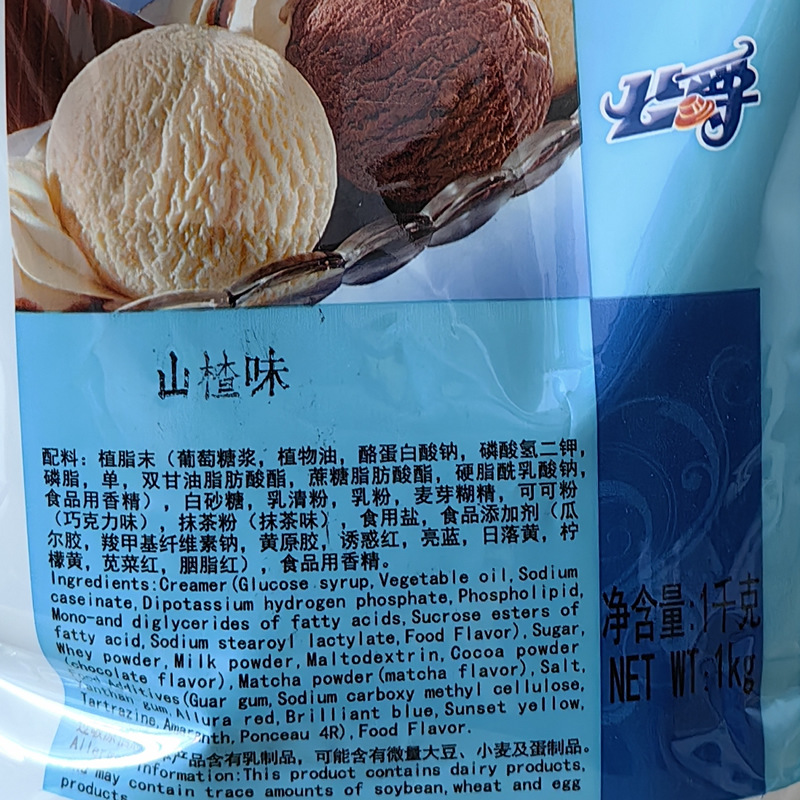 公爵
山楂味
配料：植脂末（葡萄糖浆，植物油，酪蛋白酸钠，磷酸氢二钾，
磷脂，单，双甘油脂肪酸酯，蔗糖脂肪酸酯，硬脂酰乳酸钠，
食品用香精），白砂糖，乳清粉，乳粉，麦芽糊精，可可粉
（巧克力味），抹茶粉（抹茶味），食用盐，食品添加剂（瓜
尔胶，羧甲基纤维素钠，黄原胶，诱惑红，亮蓝，日落黄，柠
檬黄，苋菜红，胭脂红），食品用香精。
Ingredients:Creamer(Glucose syrup,Vegetable oil,Sodium
caseinate,Dipotassium hydrogen phosphate,Phospholipid,
Mono-and diglycerides of fatty acids,Sucrose esters of
fatty acid,Sodium stearoyl lactylate,Food Flavor),Sugar,
Whey powder,Milk powder,Maltodextrin,Cocoa powder
(chocolate flavor),Matcha powder(matcha flavor),Salt,
Food Additives(Guar gum,Sodium carboxy methyl cellulose,
Xanthan gum,Allura red,Brilliant blue,Sunset yellow,
Tartrazine,Amaranth,Ponceau 4R),Food Flavor.
产品含有乳制品，可能含有微量大豆、小麦及蛋制品。
Information:This product contains dairy products,
may contain trace amounts of soybean,wheat and egg
products
净含量:1千克
NET WT:1kg